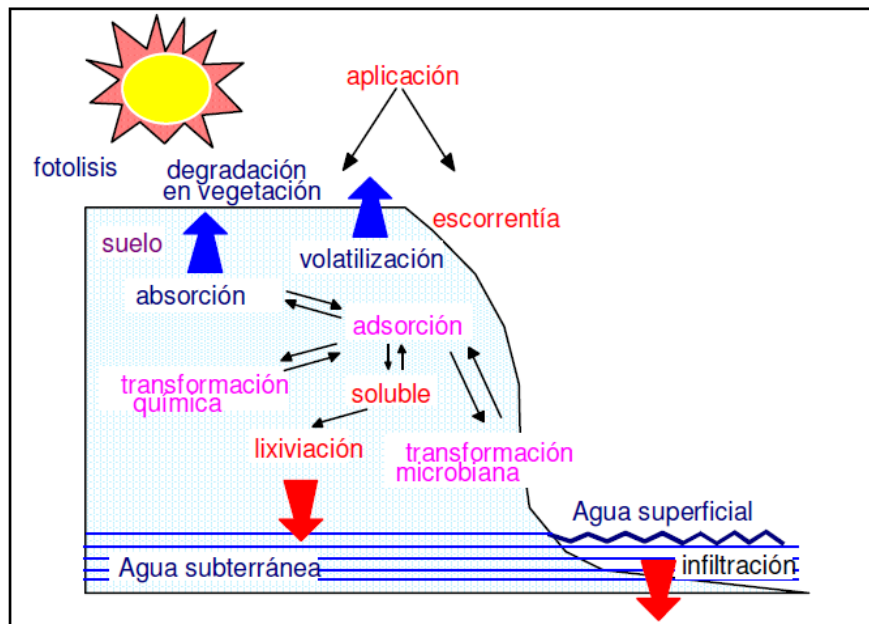 aplicación
fotolisis
degradación
en vegetación
escorrentía
suelo
volatilización
absorción
adsorción
transformación
química
soluble
lixiviación
transformación
microbiana
Agua superficial
Agua subterránea
infiltración